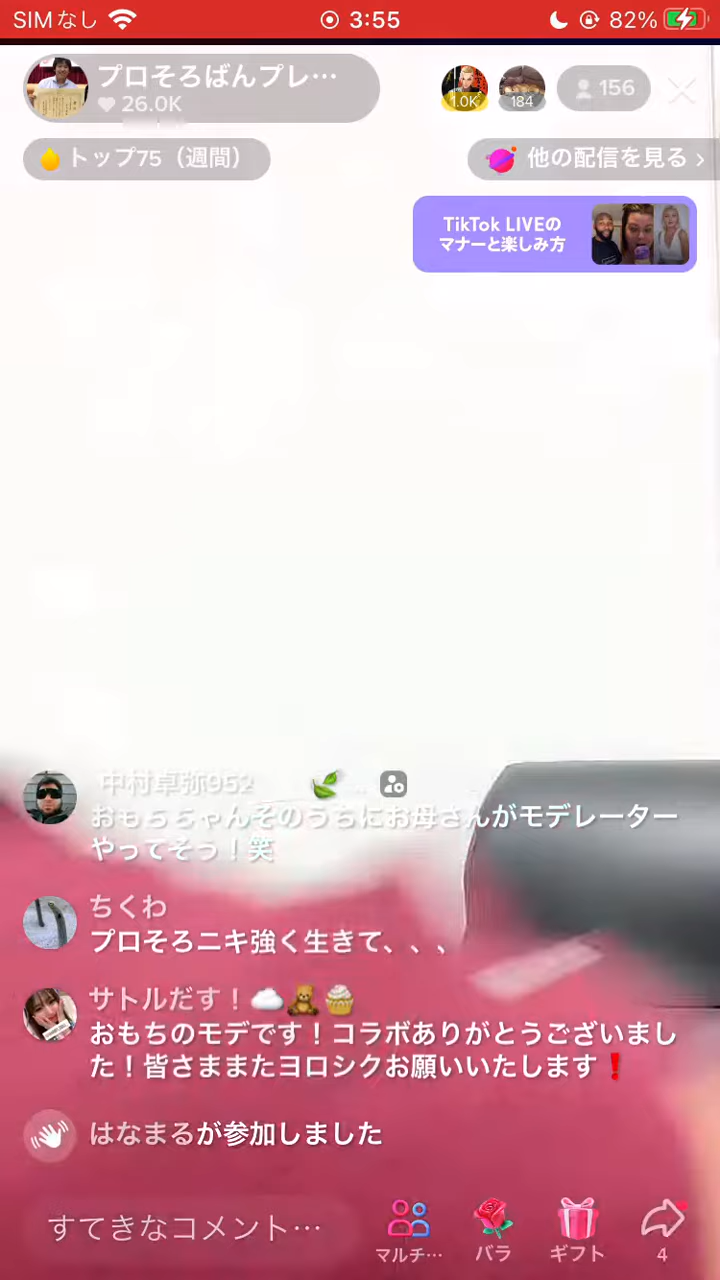 SIMなし 3:55 82%
プロそろばんプレ…
26.0K
1.0K 184 156
トップ75（週間） 他の配信を見る
TikTok LIVEの
マナーと楽しみ方
中村卓弥952
おもちちゃんそのうちにお母さんがモデレーター
やってそう！笑
ちくわ
プロそろニキ強く生きて、、、
サトルだす！☁️🧸🧁
おもちのモデです！コラボありがとうございまし
た！皆さままたヨロシクお願いいたします❗
はなまるが参加しました
すてきなコメント… マルチ… バラ ギフト 4